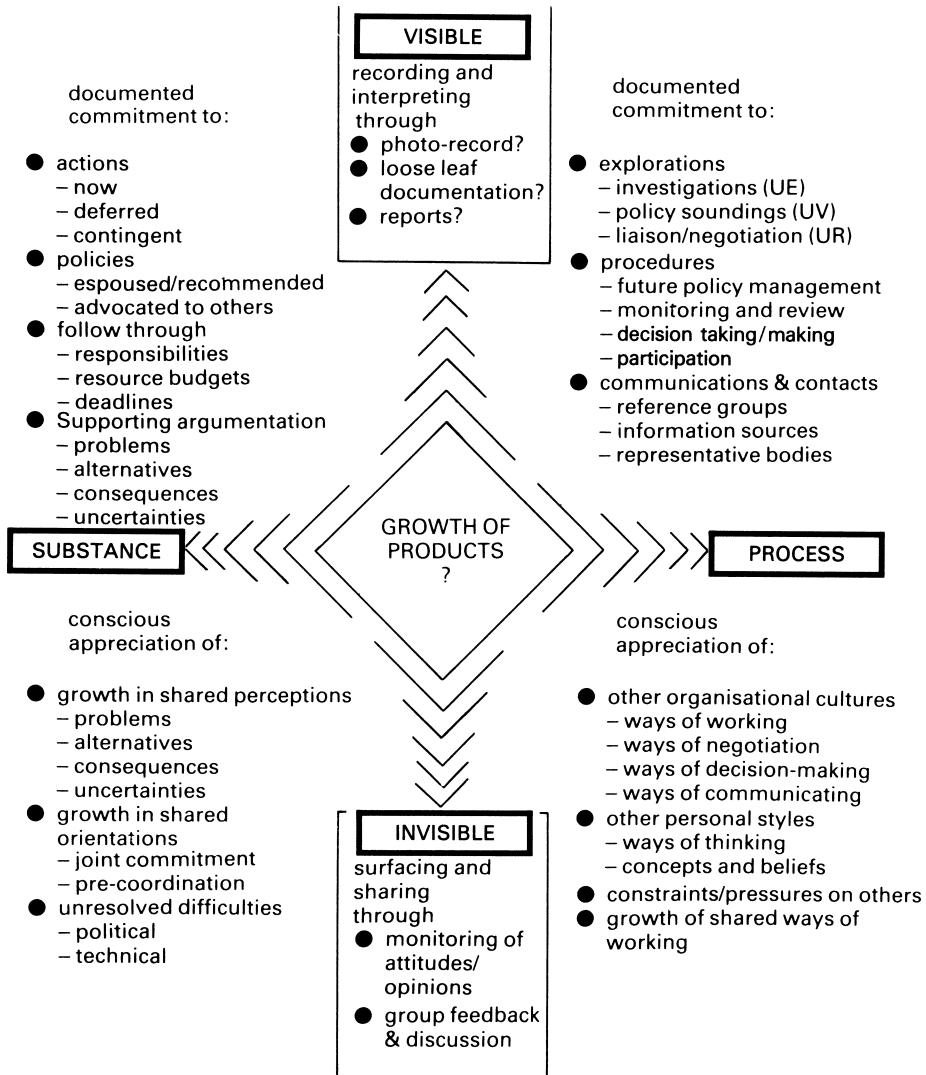 VISIBLE
recording and
interpreting
through
● photo-record?
● loose leaf
documentation?
● reports?
documented
commitment to:
● actions
– now
– deferred
– contingent
● policies
– espoused/recommended
– advocated to others
● follow through
– responsibilities
– resource budgets
– deadlines
● Supporting argumentation
– problems
– alternatives
– consequences
– uncertainties
documented
commitment to:
● explorations
– investigations (UE)
– policy soundings (UV)
– liaison/negotiation (UR)
● procedures
– future policy management
– monitoring and review
– decision taking/making
– participation
● communications & contacts
– reference groups
– information sources
– representative bodies
SUBSTANCE
GROWTH OF
PRODUCTS
?
PROCESS
conscious
appreciation of:
● growth in shared perceptions
– problems
– alternatives
– consequences
– uncertainties
● growth in shared
orientations
– joint commitment
– pre-coordination
● unresolved difficulties
– political
– technical
INVISIBLE
surfacing and
sharing
through
● monitoring of
attitudes/
opinions
● group feedback
& discussion
conscious
appreciation of:
● other organisational cultures
– ways of working
– ways of negotiation
– ways of decision-making
– ways of communicating
● other personal styles
– ways of thinking
– concepts and beliefs
● constraints/pressures on others
● growth of shared ways of
working